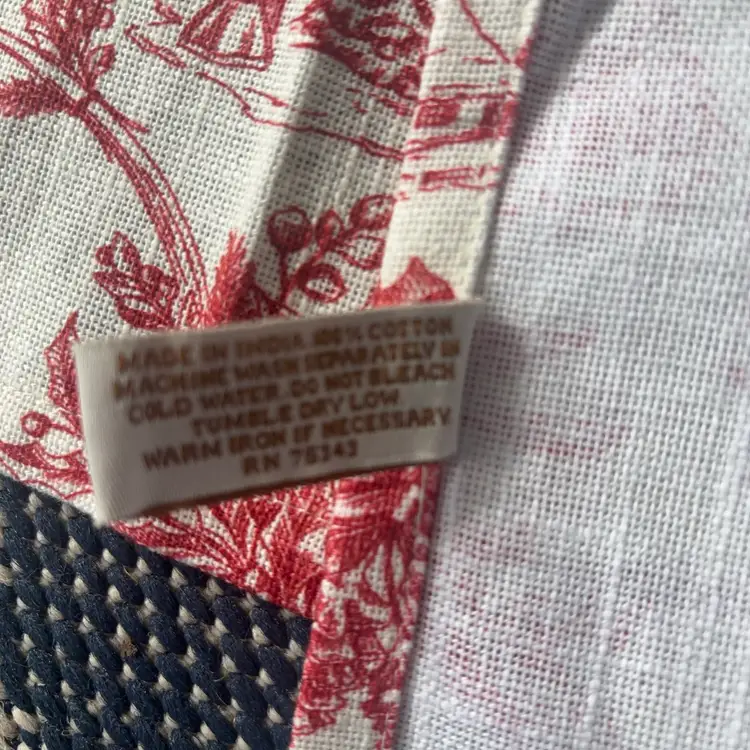 MADE IN INDIA 100% COTTON
MACHINE WASH SEPARATELY IN
COLD WATER. DO NOT BLEACH
TUMBLE DRY LOW
WARM IRON IF NECESSARY.
RN 75343